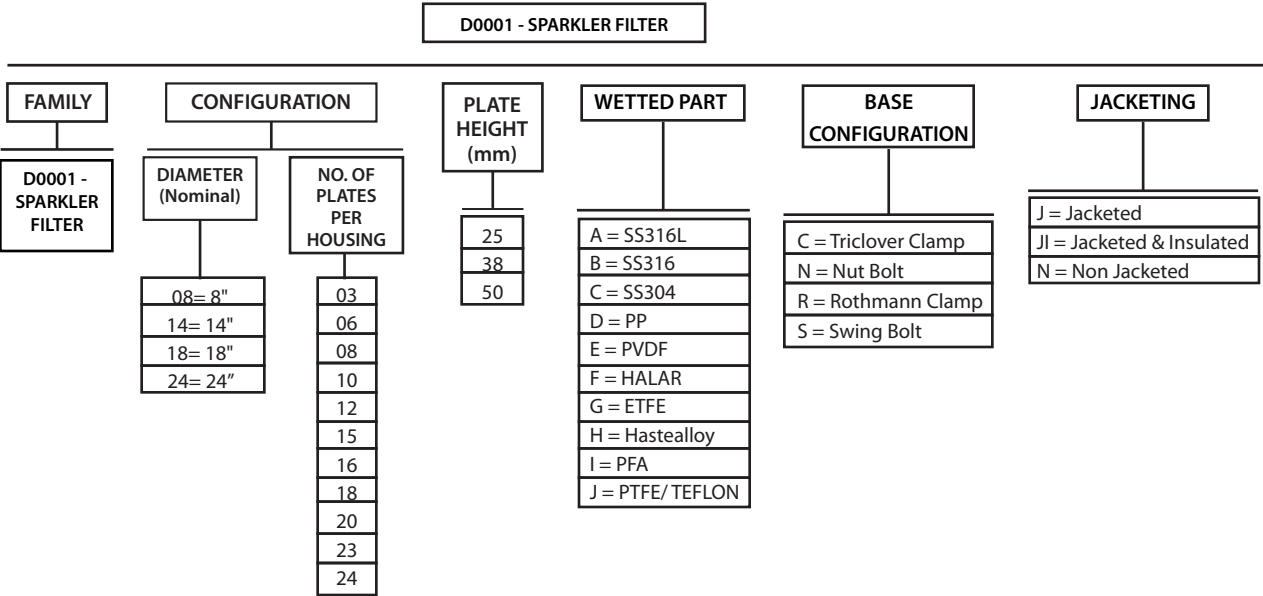 D0001 - SPARKLER FILTER
FAMILY
D0001 -
SPARKLER
FILTER
CONFIGURATION
DIAMETER
(Nominal)
08= 8"
14= 14"
18= 18"
24= 24″
NO. OF
PLATES
PER
HOUSING
03
06
08
10
12
15
16
18
20
23
24
PLATE
HEIGHT
(mm)
25
38
50
WETTED PART
A = SS316L
B = SS316
C = SS304
D = PP
E = PVDF
F = HALAR
G = ETFE
H = Hastealloy
I = PFA
J = PTFE/ TEFLON
BASE
CONFIGURATION
C = Triclover Clamp
N = Nut Bolt
R = Rothmann Clamp
S = Swing Bolt
JACKETING
J = Jacketed
JI = Jacketed & Insulated
N = Non Jacketed